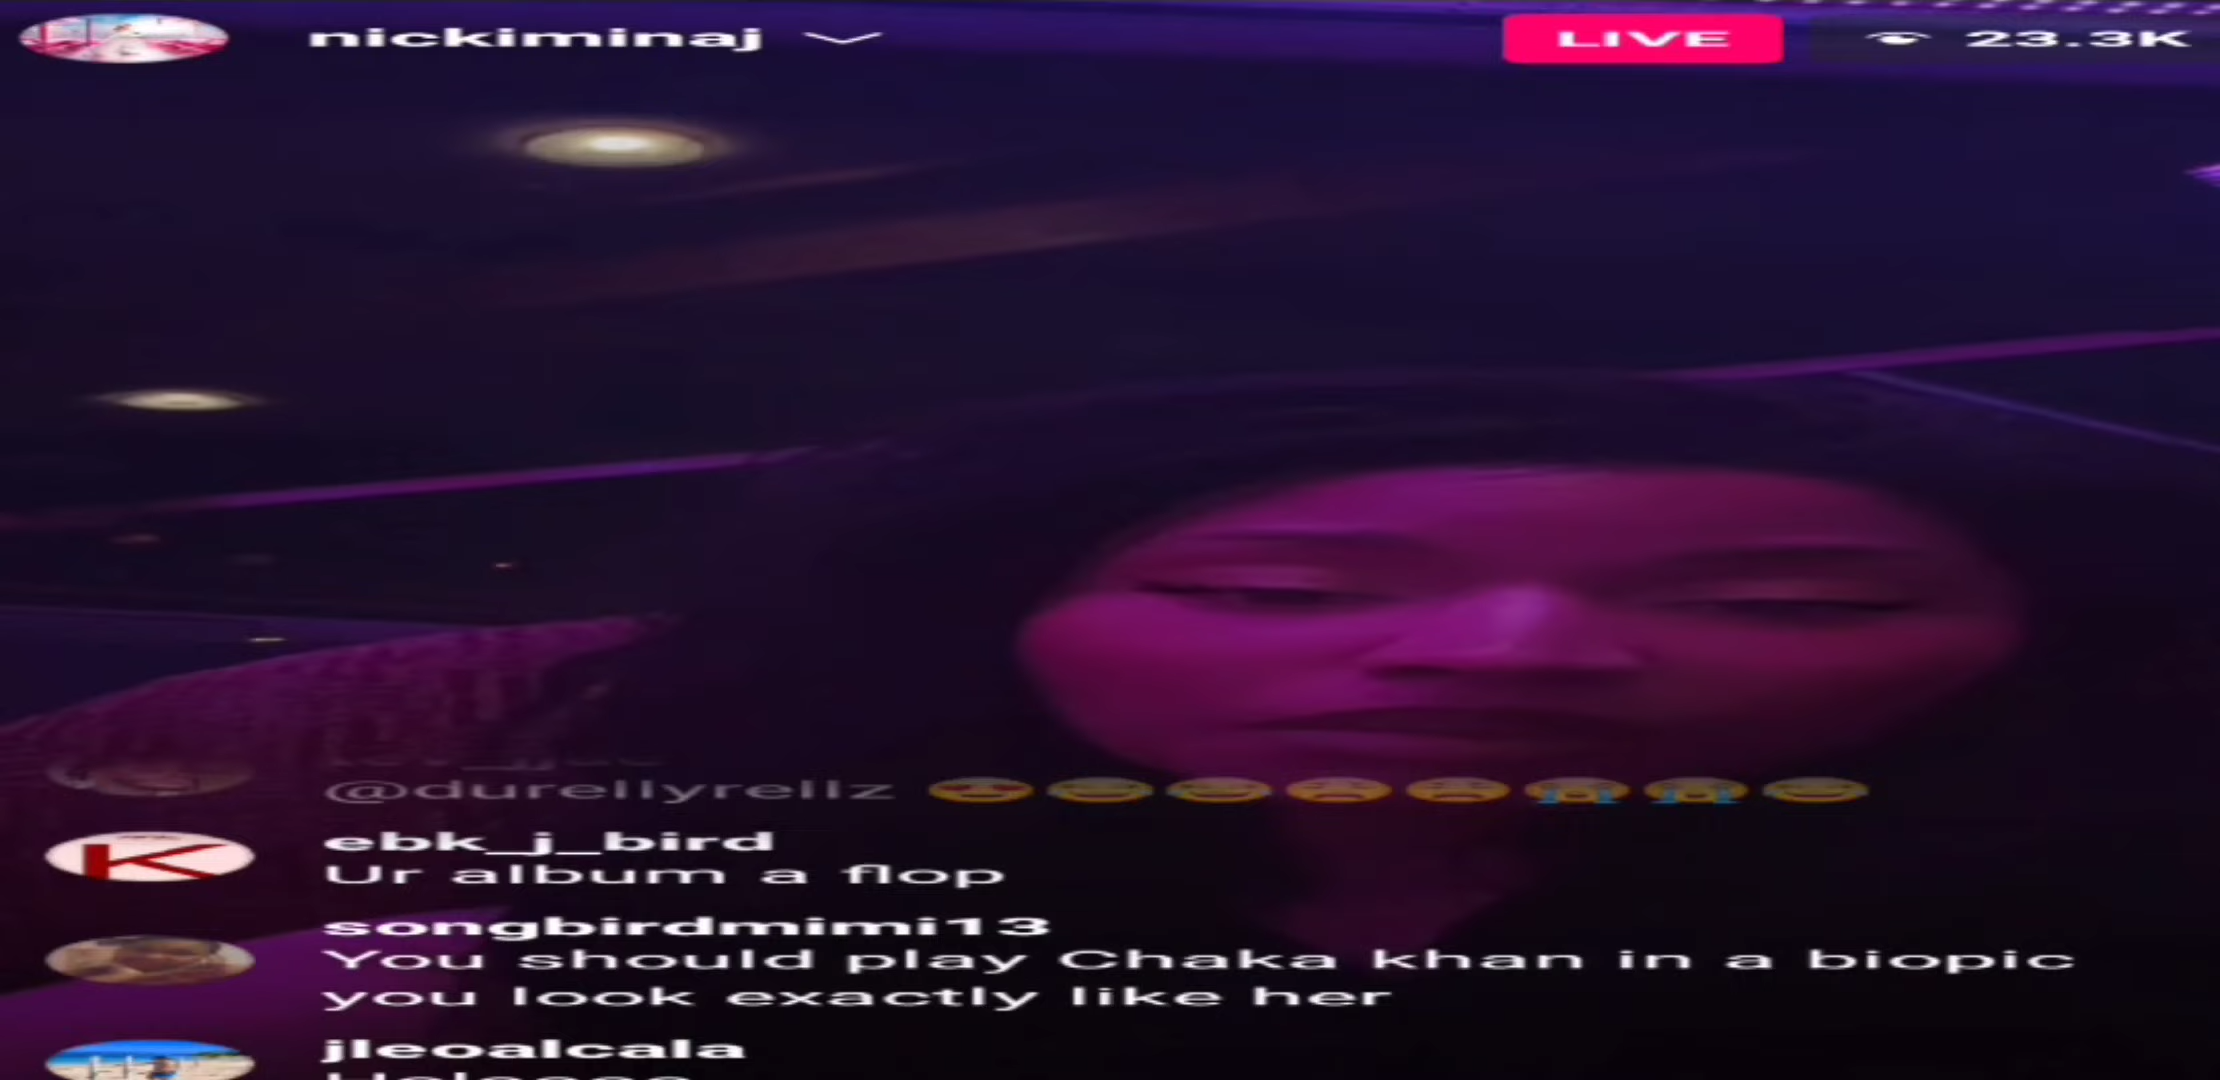 nickiminaj
LIVE
23.3K
@durellyrellz 😍😂😂😩😩😭😭😂
ebk_j_bird
Ur album a flop
songbirdmimi13
You should play Chaka khan in a biopic
you look exactly like her
jleoalcala